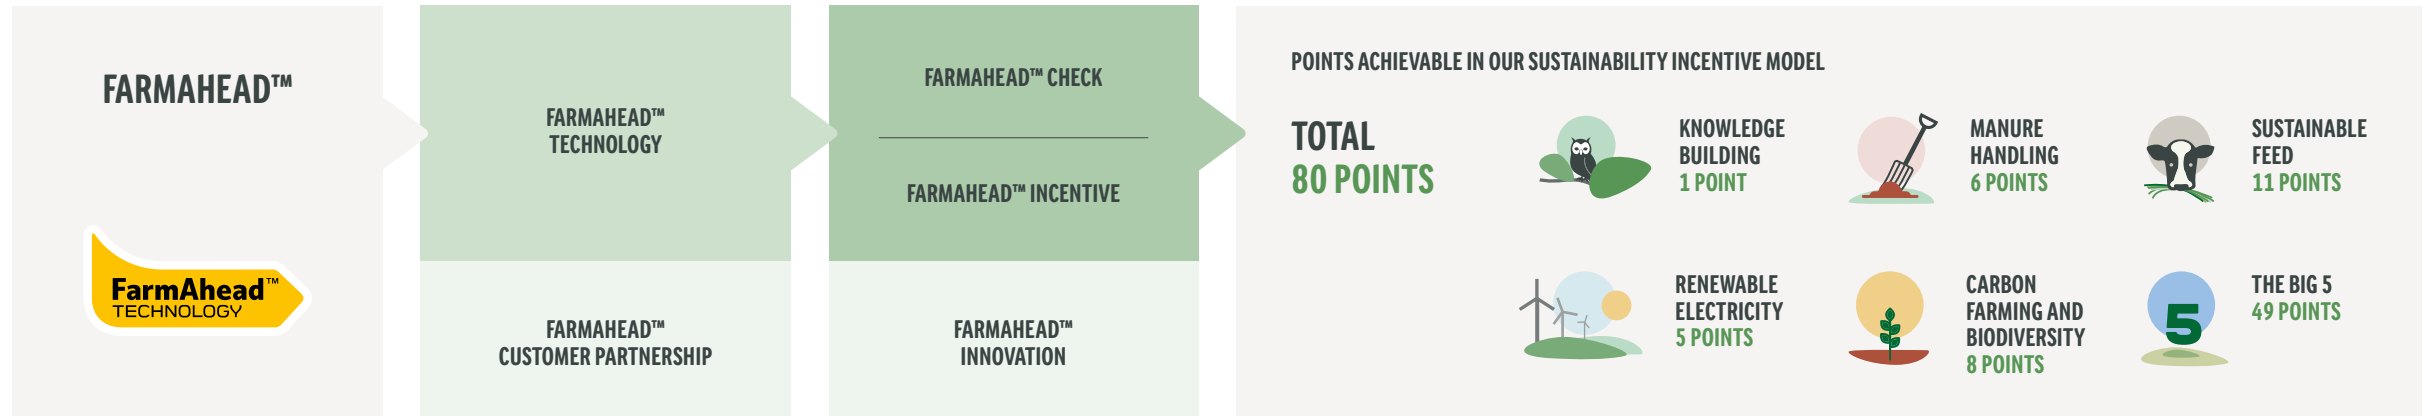 FARMAHEAD™
FarmAhead™
TECHNOLOGY
FARMAHEAD™
TECHNOLOGY
FARMAHEAD™
CUSTOMER PARTNERSHIP
FARMAHEAD™ CHECK
FARMAHEAD™ INCENTIVE
FARMAHEAD™
INNOVATION
POINTS ACHIEVABLE IN OUR SUSTAINABILITY INCENTIVE MODEL
TOTAL
80 POINTS
KNOWLEDGE
BUILDING
1 POINT
MANURE
HANDLING
6 POINTS
SUSTAINABLE
FEED
11 POINTS
RENEWABLE
ELECTRICITY
5 POINTS
CARBON
FARMING AND
BIODIVERSITY
8 POINTS
5
THE BIG 5
49 POINTS